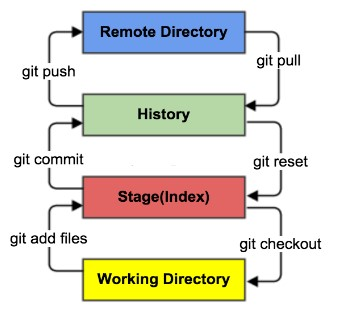 Remote Directory
git push
git pull
History
git commit
git reset
Stage(Index)
git add files
git checkout
Working Directory